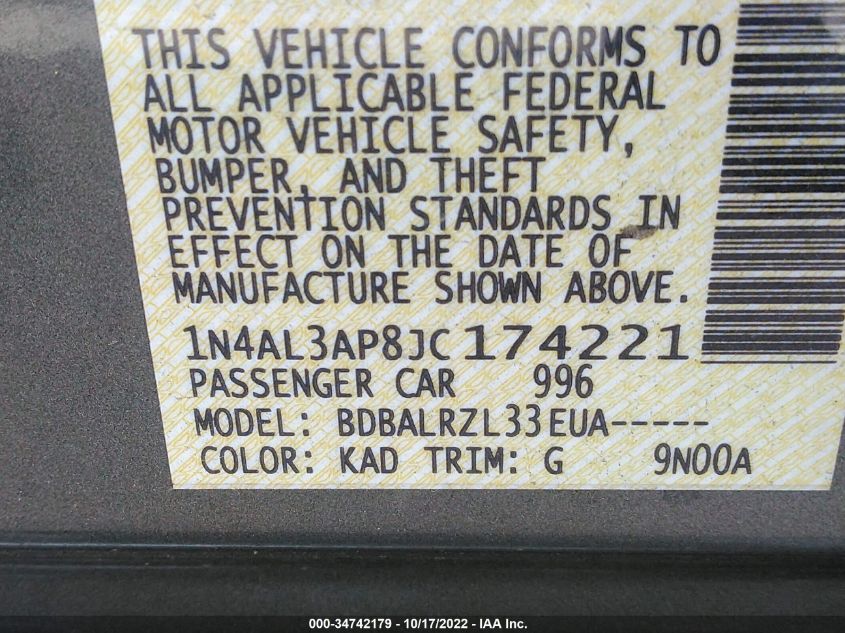 THIS VEHICLE CONFORMS TO
ALL APPLICABLE FEDERAL
MOTOR VEHICLE SAFETY,
BUMPER, AND THEFT
PREVENTION STANDARDS IN
EFFECT ON THE DATE OF
MANUFACTURE SHOWN ABOVE.
1N4AL3AP8JC174221
PASSENGER CAR 996
MODEL: BDBALRZL33EUA-----
COLOR: KAD TRIM: G 9N00A
000-34742179 - 10/17/2022 - IAA Inc.